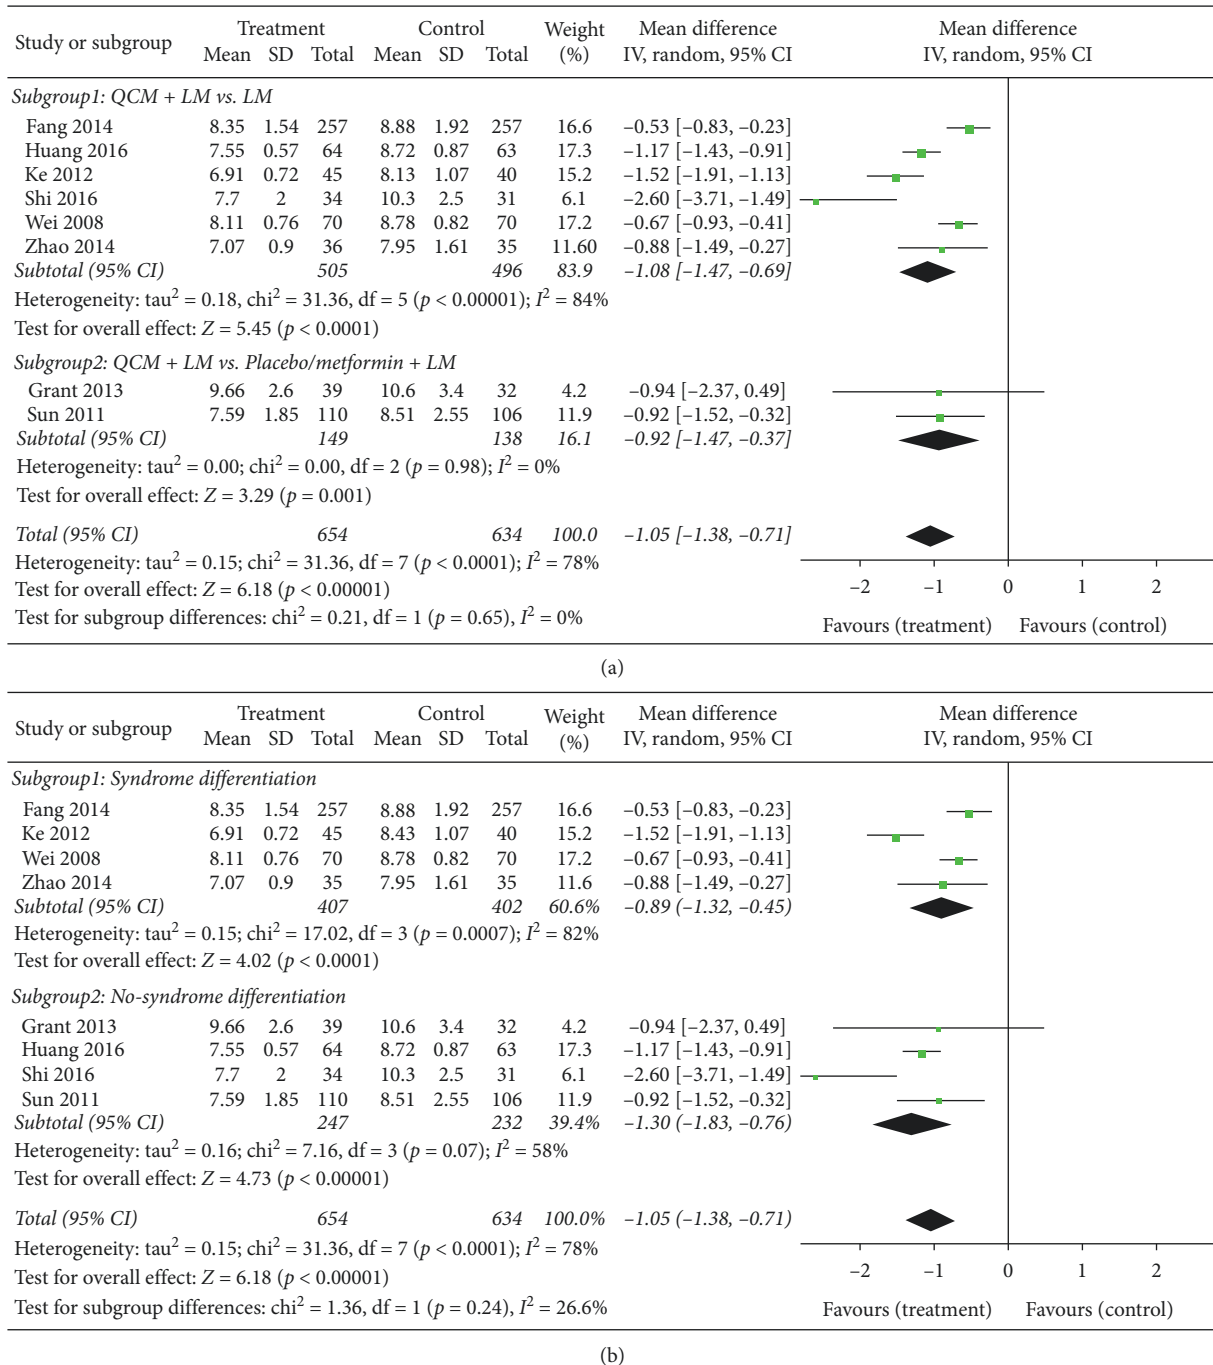 Study or subgroup Treatment Control Weight (%) Mean difference IV, random, 95% CI Mean difference IV, random, 95% CI
Mean SD Total Mean SD Total
Subgroup1: QCM + LM vs. LM
Fang 2014 8.35 1.54 257 8.88 1.92 257 16.6 –0.53 [–0.83, –0.23]
Huang 2016 7.55 0.57 64 8.72 0.87 63 17.3 –1.17 [–1.43, –0.91]
Ke 2012 6.91 0.72 45 8.13 1.07 40 15.2 –1.52 [–1.91, –1.13]
Shi 2016 7.7 2 34 10.3 2.5 31 6.1 –2.60 [–3.71, –1.49]
Wei 2008 8.11 0.76 70 8.78 0.82 70 17.2 –0.67 [–0.93, –0.41]
Zhao 2014 7.07 0.9 36 7.95 1.61 35 11.60 –0.88 [–1.49, –0.27]
Subtotal (95% CI) 505 496 83.9 –1.08 [–1.47, –0.69]
Heterogeneity: tau² = 0.18, chi² = 31.36, df = 5 (p < 0.00001); I² = 84%
Test for overall effect: Z = 5.45 (p < 0.0001)
Subgroup2: QCM + LM vs. Placebo/metformin + LM
Grant 2013 9.66 2.6 39 10.6 3.4 32 4.2 –0.94 [–2.37, 0.49]
Sun 2011 7.59 1.85 110 8.51 2.55 106 11.9 –0.92 [–1.52, –0.32]
Subtotal (95% CI) 149 138 16.1 –0.92 [–1.47, –0.37]
Heterogeneity: tau² = 0.00; chi² = 0.00, df = 2 (p = 0.98); I² = 0%
Test for overall effect: Z = 3.29 (p = 0.001)
Total (95% CI) 654 634 100.0 –1.05 [–1.38, –0.71]
Heterogeneity: tau² = 0.15; chi² = 31.36, df = 7 (p < 0.0001); I² = 78%
Test for overall effect: Z = 6.18 (p < 0.00001)
Test for subgroup differences: chi² = 0.21, df = 1 (p = 0.65), I² = 0%
–2 –1 0 1 2
Favours (treatment) Favours (control)
(a)
Study or subgroup Treatment Control Weight (%) Mean difference IV, random, 95% CI Mean difference IV, random, 95% CI
Mean SD Total Mean SD Total
Subgroup1: Syndrome differentiation
Fang 2014 8.35 1.54 257 8.88 1.92 257 16.6 –0.53 [–0.83, –0.23]
Ke 2012 6.91 0.72 45 8.43 1.07 40 15.2 –1.52 [–1.91, –1.13]
Wei 2008 8.11 0.76 70 8.78 0.82 70 17.2 –0.67 [–0.93, –0.41]
Zhao 2014 7.07 0.9 35 7.95 1.61 35 11.6 –0.88 [–1.49, –0.27]
Subtotal (95% CI) 407 402 60.6% –0.89 (–1.32, –0.45)
Heterogeneity: tau² = 0.15; chi² = 17.02, df = 3 (p = 0.0007); I² = 82%
Test for overall effect: Z = 4.02 (p < 0.0001)
Subgroup2: No-syndrome differentiation
Grant 2013 9.66 2.6 39 10.6 3.4 32 4.2 –0.94 [–2.37, 0.49]
Huang 2016 7.55 0.57 64 8.72 0.87 63 17.3 –1.17 [–1.43, –0.91]
Shi 2016 7.7 2 34 10.3 2.5 31 6.1 –2.60 [–3.71, –1.49]
Sun 2011 7.59 1.85 110 8.51 2.55 106 11.9 –0.92 [–1.52, –0.32]
Subtotal (95% CI) 247 232 39.4% –1.30 (–1.83, –0.76)
Heterogeneity: tau² = 0.16; chi² = 7.16, df = 3 (p = 0.07); I² = 58%
Test for overall effect: Z = 4.73 (p < 0.00001)
Total (95% CI) 654 634 100.0% –1.05 (–1.38, –0.71)
Heterogeneity: tau² = 0.15; chi² = 31.36, df = 7 (p < 0.0001); I² = 78%
Test for overall effect: Z = 6.18 (p < 0.00001)
Test for subgroup differences: chi² = 1.36, df = 1 (p = 0.24), I² = 26.6%
–2 –1 0 1 2
Favours (treatment) Favours (control)
(b)